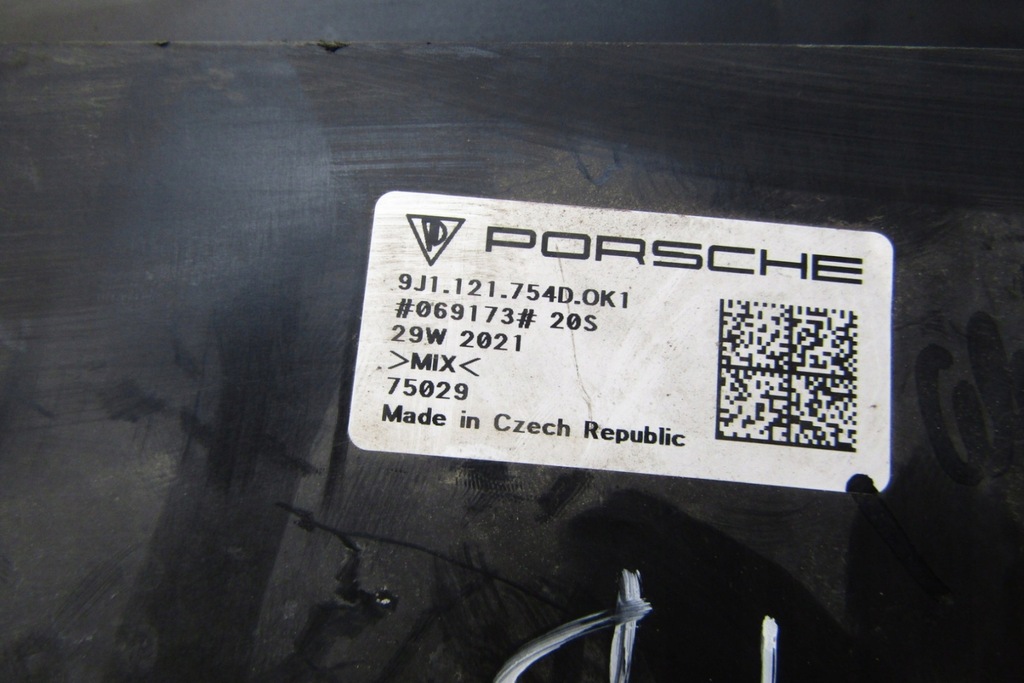 PORSCHE
9J1.121.754D.OK1
#069173# 20S
29W 2021
>MIX<
75029
Made in Czech Republic